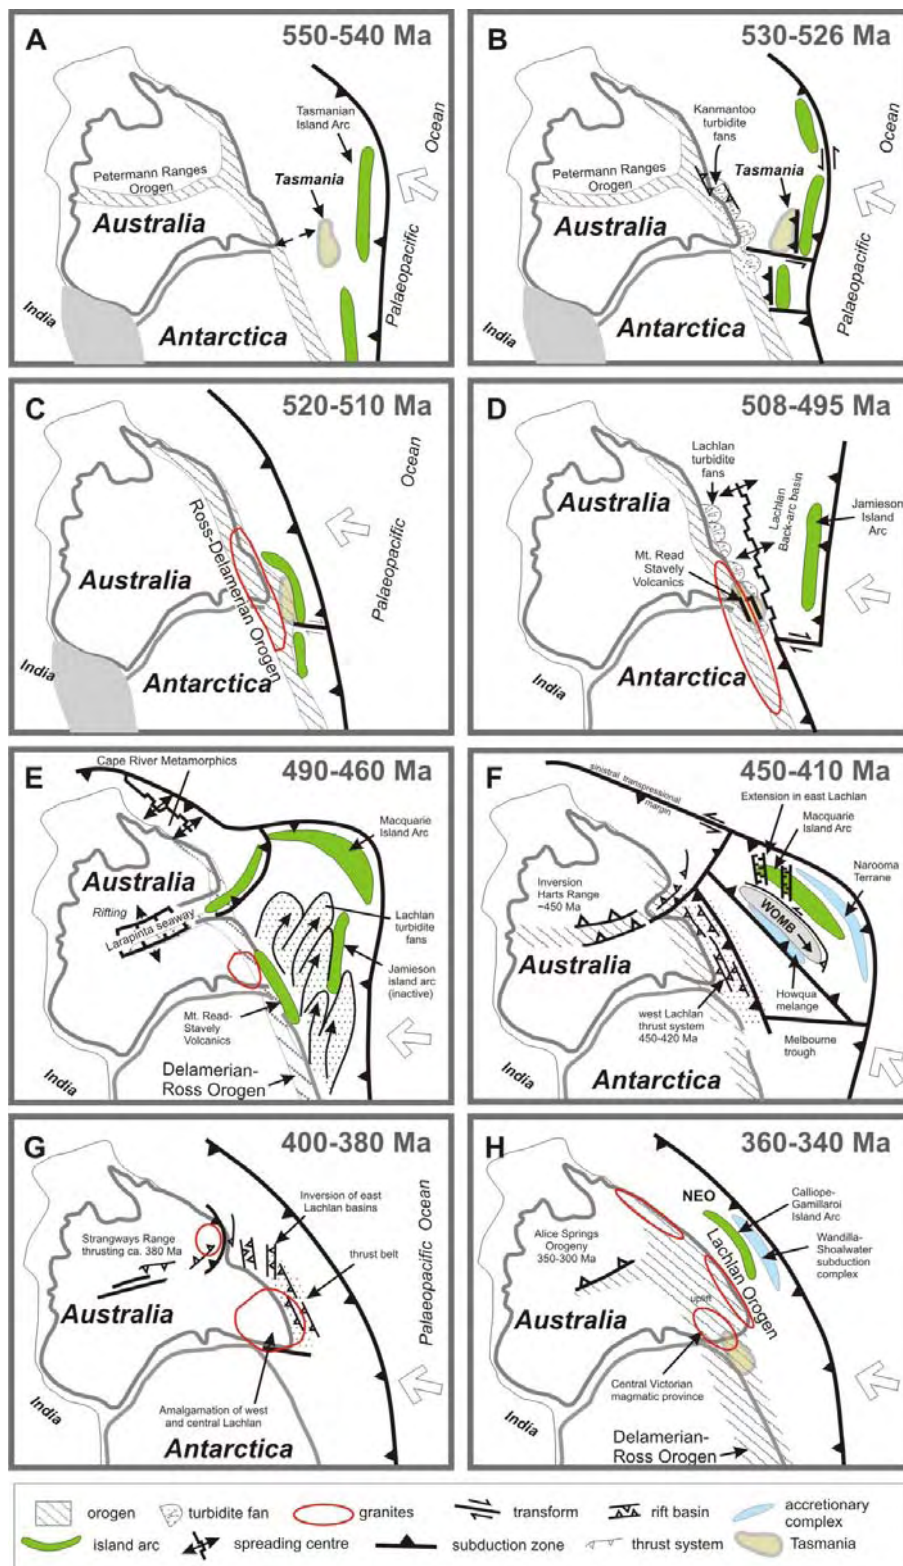 A
550-540 Ma
Tasmanian
Island Arc
Ocean
Petermann Ranges
Orogen
Tasmania
Australia
Palaeopacific
India
Antarctica
B
530-526 Ma
Kanmantoo
turbidite
fans
Ocean
Petermann Ranges
Orogen
Tasmania
Australia
Palaeopacific
India
Antarctica
C
520-510 Ma
Ocean
Ross-Delamerian Orogen
Palaeopacific
Australia
India
Antarctica
D
508-495 Ma
Lachlan
turbidite
fans
Australia
Lachlan
Back-arc basin
Jamieson
Island
Arc
Mt. Read
Stavely
Volcanics
India
Antarctica
E
490-460 Ma
Cape River Metamorphics
Macquarie
Island Arc
Australia
Rifting
Larapinta seaway
Lachlan
turbidite
fans
Jamieson
island arc
(inactive)
Mt. Read-
Stavely
Volcanics
Delamerian-
Ross Orogen
India
F
450-410 Ma
sinistral transpressional
margin
Extension in east Lachlan
Macquarie
Island Arc
Narooma
Terrane
Inversion
Harts Range
~450 Ma
WOMB
Australia
Howqua
melange
west Lachlan
thrust system
450-420 Ma
Melbourne
trough
Antarctica
India
G
400-380 Ma
Inversion of east
Lachlan basins
Strangways Range
thrusting ca. 380 Ma
thrust belt
Palaeopacific Ocean
Australia
Amalgamation of west
and central Lachlan
India
Antarctica
H
360-340 Ma
NEO
Calliope-
Gamillaroi
Island Arc
Alice Springs
Orogeny
350-300 Ma
Wandilla-
Shoalwater
subduction
complex
Lachlan Orogen
Australia
uplift
Central Victorian
magmatic province
India
Delamerian-
Ross Orogen
orogen
turbidite fan
granites
transform
rift basin
accretionary
complex
island arc
spreading centre
subduction zone
thrust system
Tasmania